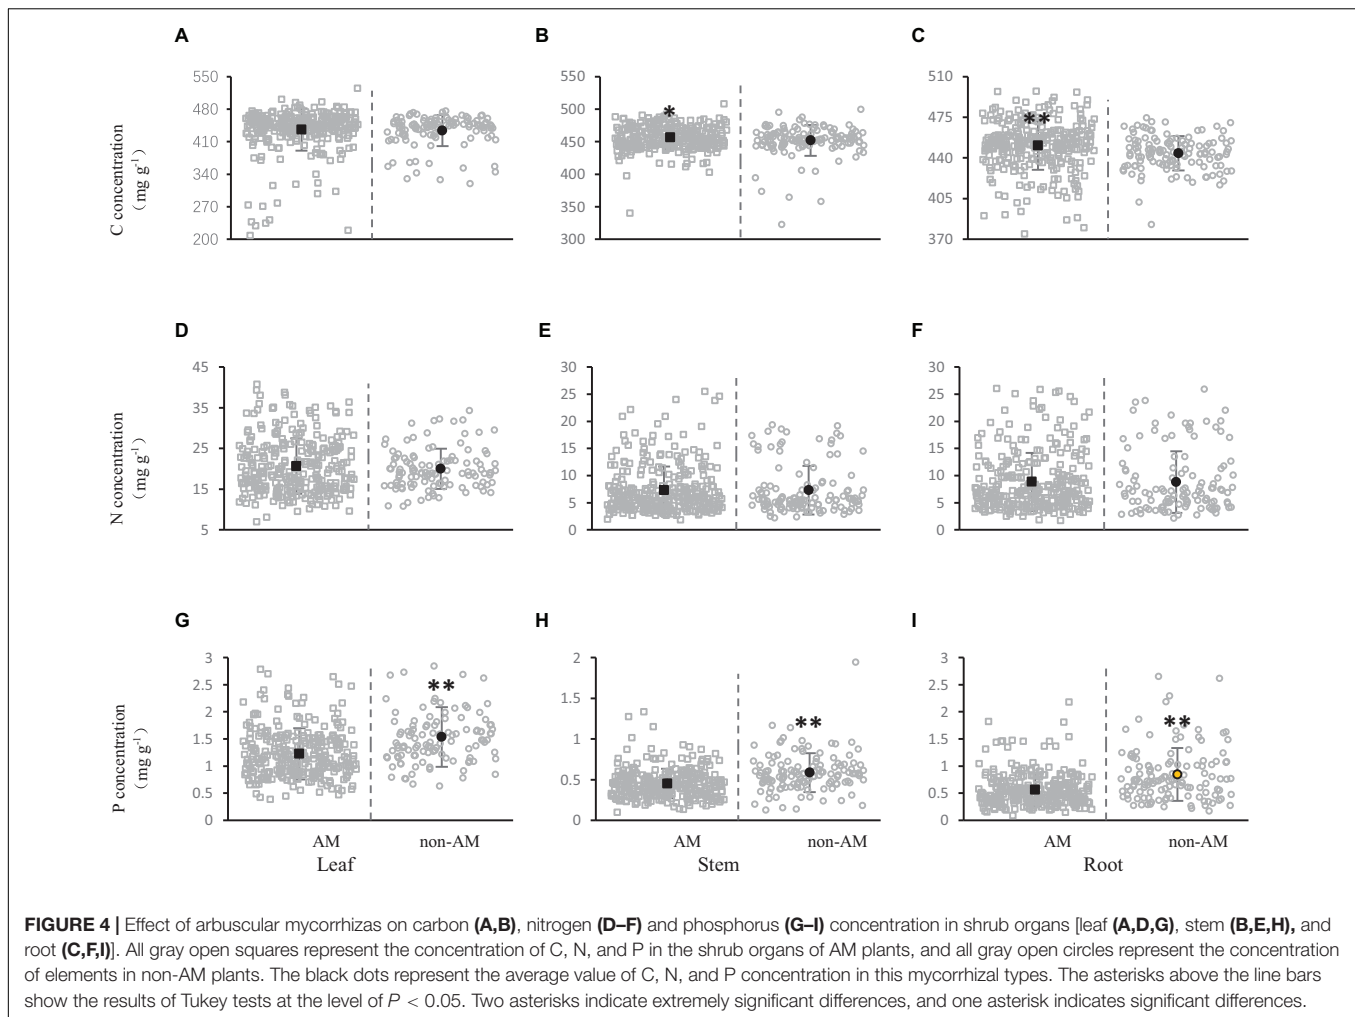 A
B
C
550
480
410
340
270
200
550
500
450
400
350
300
510
475
440
405
370
C concentration
(mg g-1)
*
**
D
E
F
45
35
25
15
5
30
25
20
15
10
5
0
30
25
20
15
10
5
0
N concentration
(mg g-1)
G
H
I
3
2.5
2
1.5
1
0.5
0
2
1.5
1
0.5
0
3
2.5
2
1.5
1
0.5
0
P concentration
(mg g-1)
**
**
**
AM non-AM
Leaf
AM non-AM
Stem
AM non-AM
Root
FIGURE 4 | Effect of arbuscular mycorrhizas on carbon (A,B), nitrogen (D–F) and phosphorus (G–I) concentration in shrub organs [leaf (A,D,G), stem (B,E,H), and
root (C,F,I)]. All gray open squares represent the concentration of C, N, and P in the shrub organs of AM plants, and all gray open circles represent the concentration
of elements in non-AM plants. The black dots represent the average value of C, N, and P concentration in this mycorrhizal types. The asterisks above the line bars
show the results of Tukey tests at the level of P < 0.05. Two asterisks indicate extremely significant differences, and one asterisk indicates significant differences.